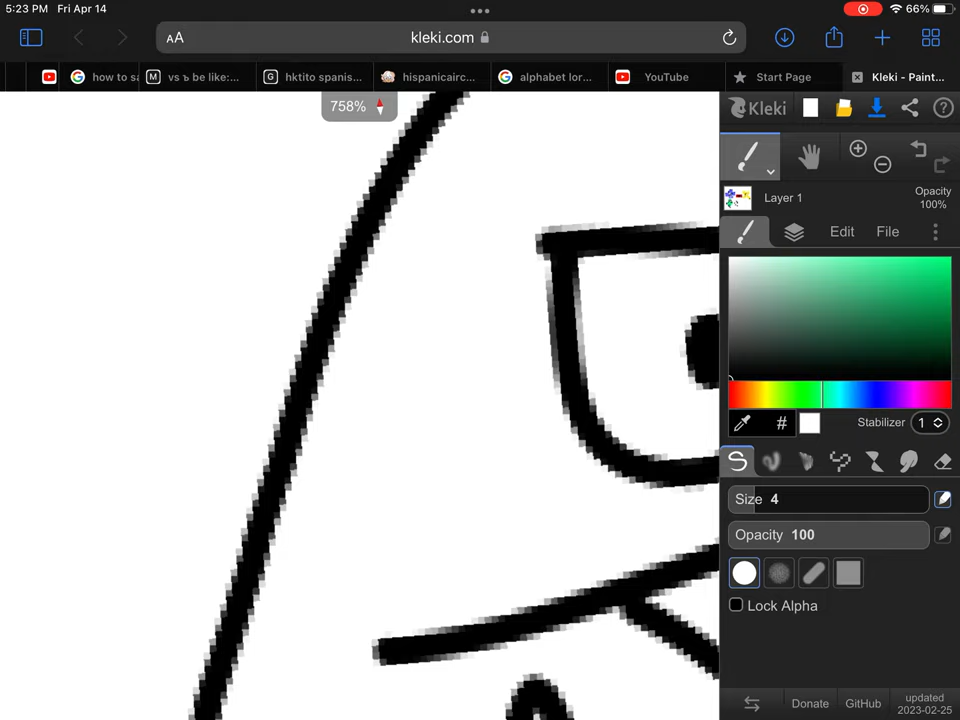 5:23 PM Fri Apr 14
66%
AA
kleki.com
how to sa
M
vs ъ be like:...
G
hktito spanis...
hispanicairc...
alphabet lor...
YouTube
Start Page
Kleki - Paint...
758%
Kleki
?
Layer 1
Opacity
100%
Edit
File
#
Stabilizer
1
Size 4
Opacity 100
Lock Alpha
Donate
GitHub
updated
2023-02-25